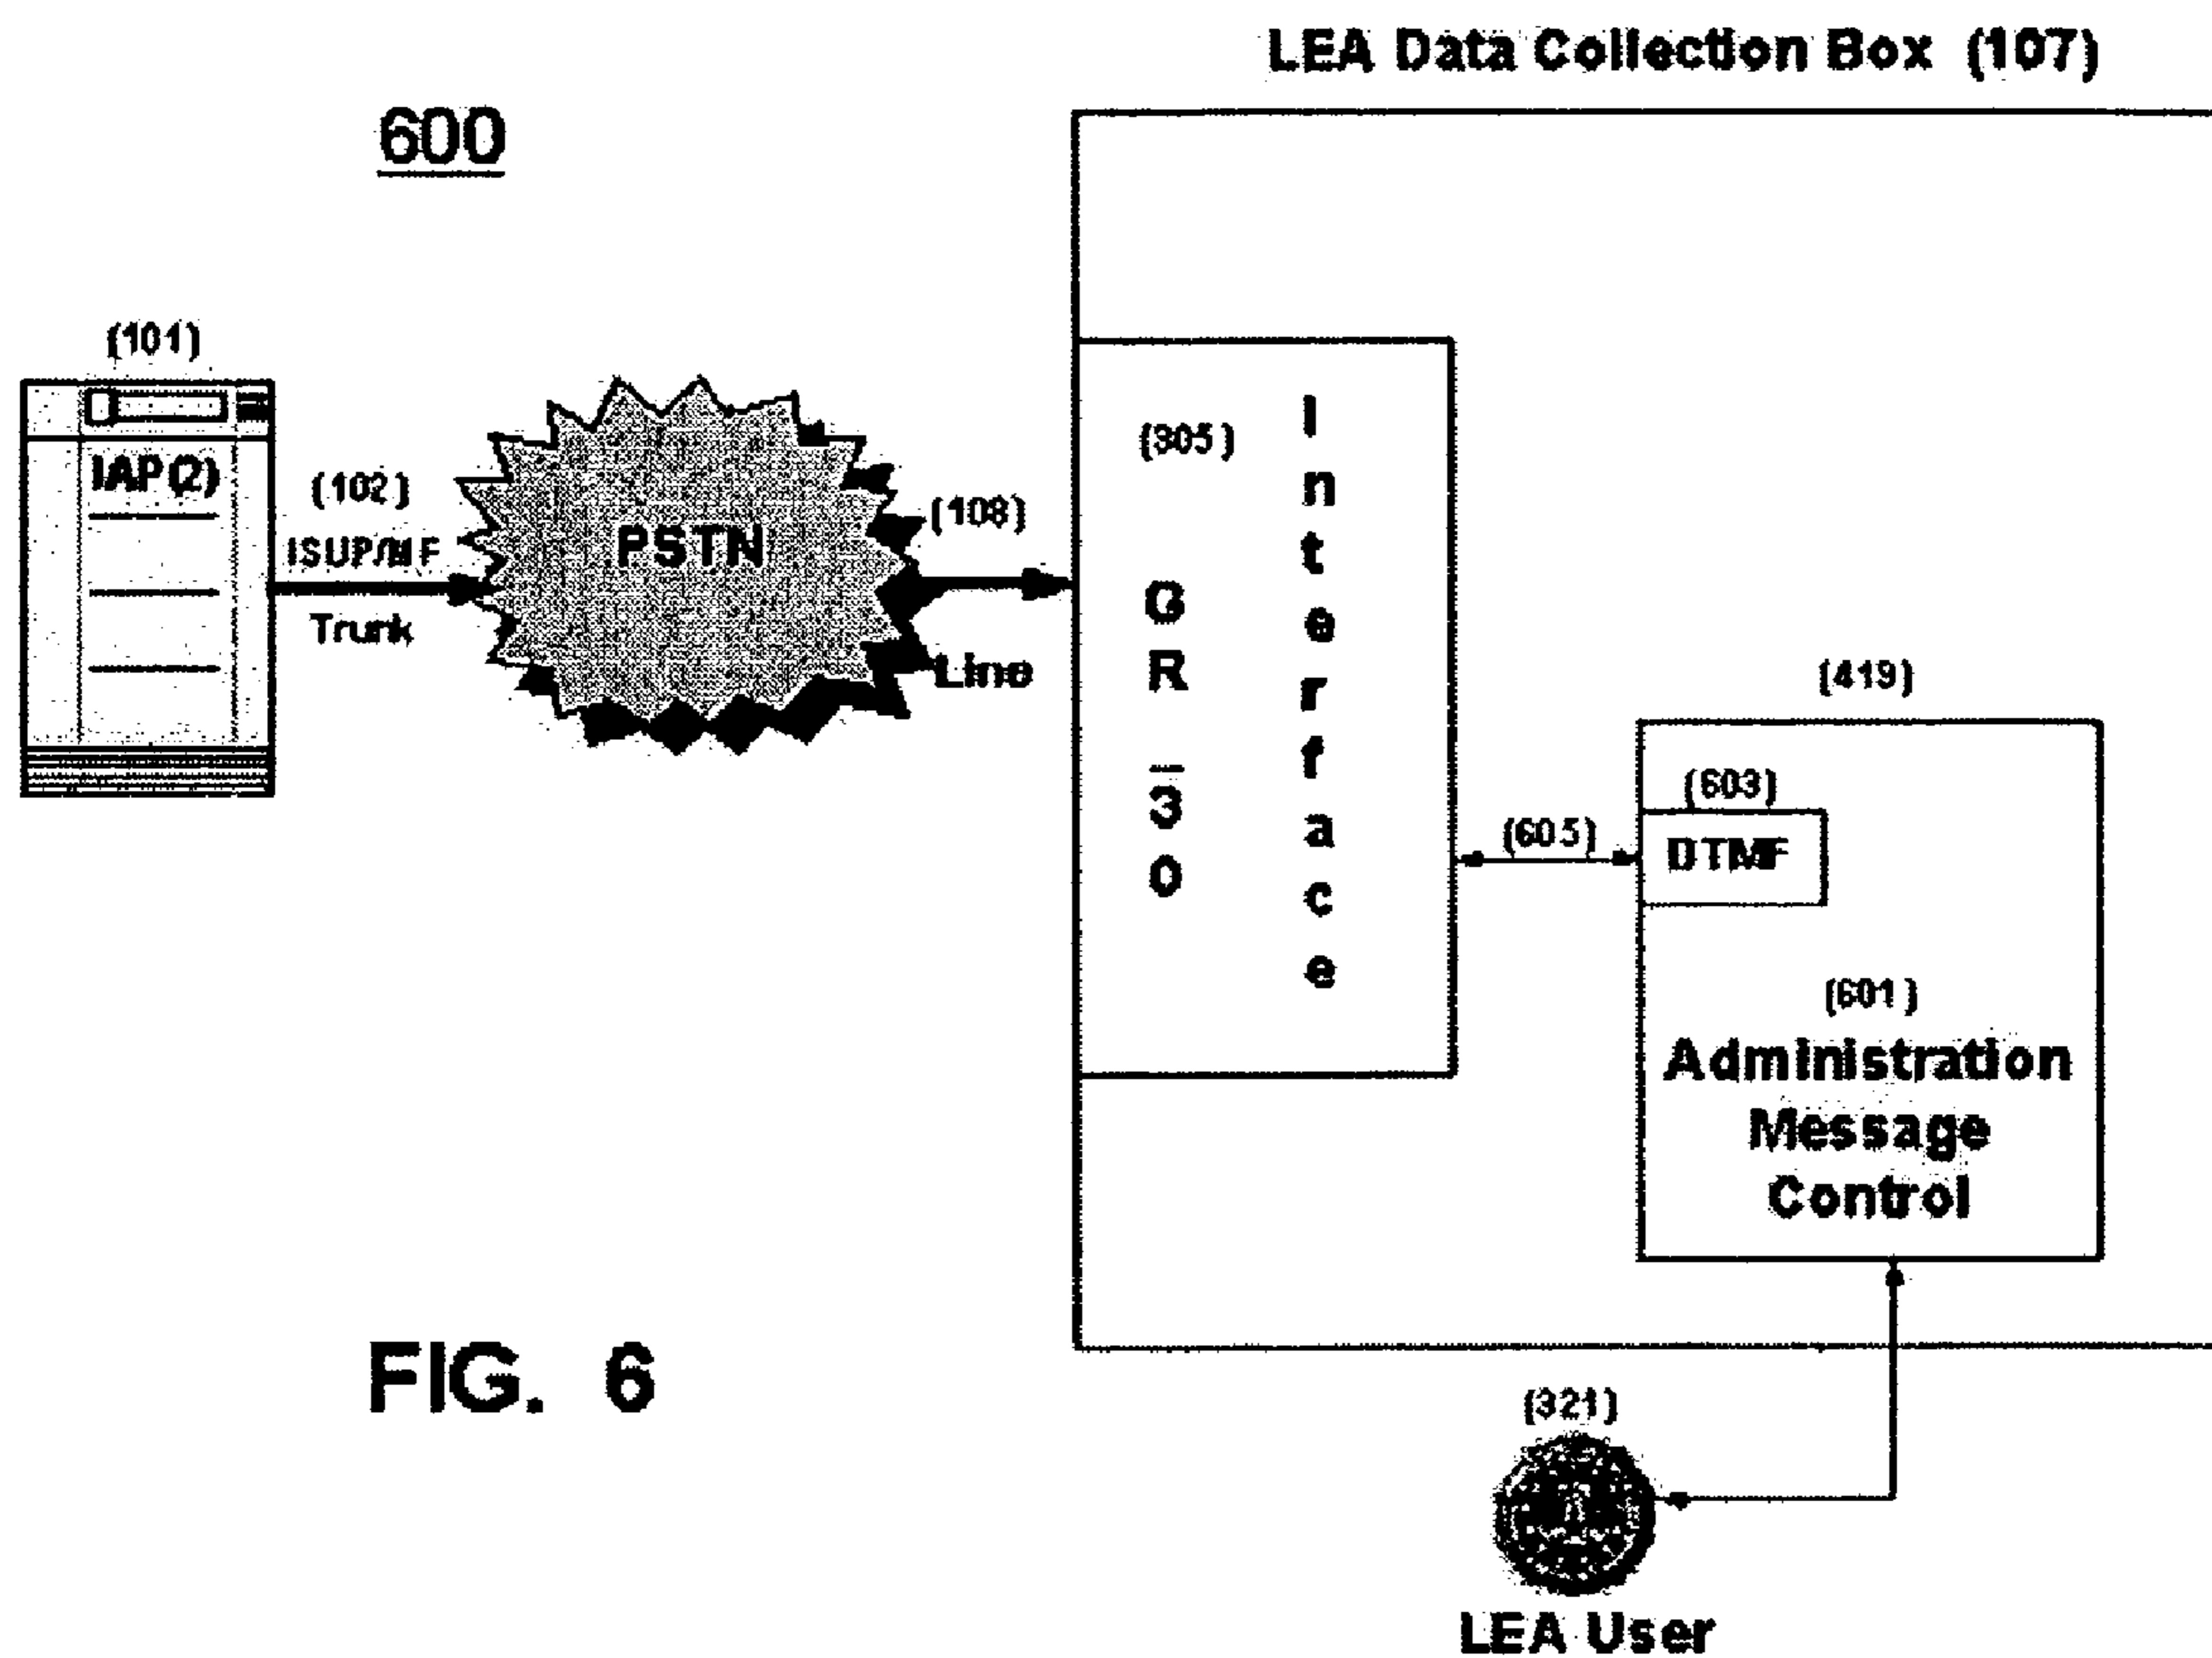 LEA Data Collection Box (107)
600
(101)
IAP(2)
(102)
ISUP/MF
Trunk
PSTN
(108)
Line
(305)
GR-30
Interface
(419)
(603)
DTMF
(605)
(601)
Administration
Message
Control
FIG. 6
(321)
LEA User